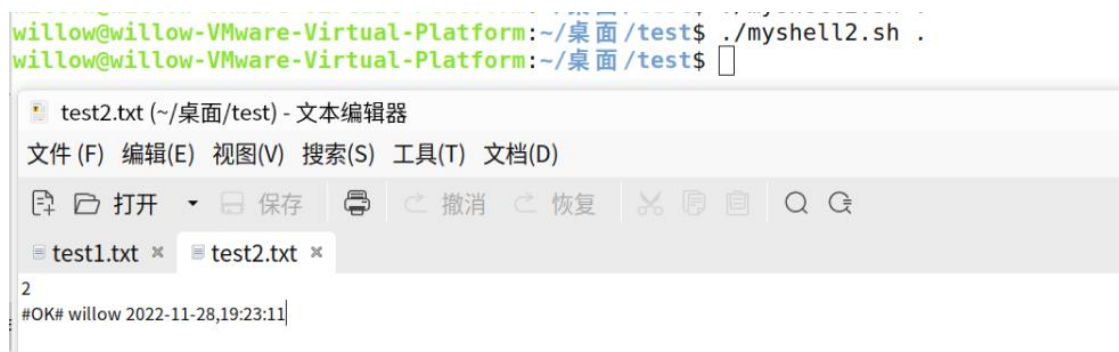 willow@willow-VMware-Virtual-Platform:~/桌面/test$ ./myshell2.sh .
willow@willow-VMware-Virtual-Platform:~/桌面/test$
test2.txt (~/桌面/test) - 文本编辑器
文件 (F) 编辑(E) 视图(V) 搜索(S) 工具(T) 文档(D)
打开 保存 撤消 恢复
test1.txt × test2.txt ×
2
#OK# willow 2022-11-28,19:23:11